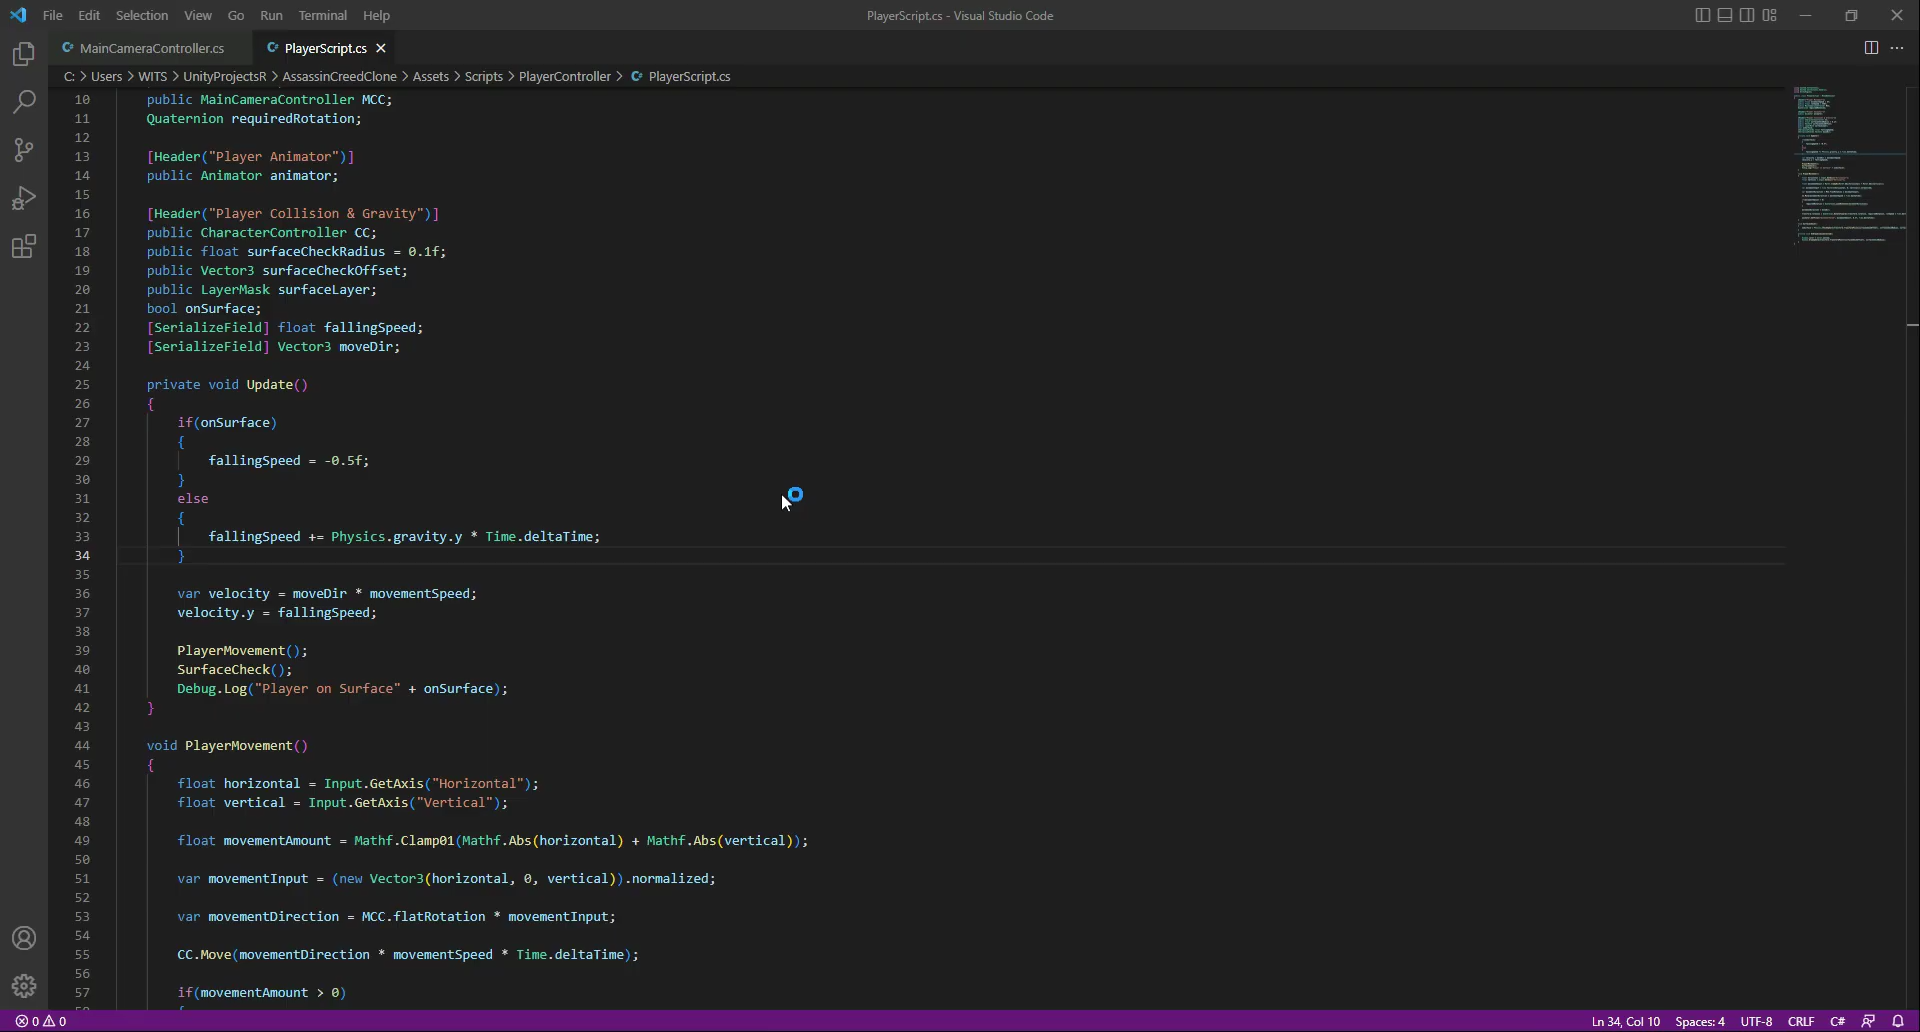 File Edit Selection View Go Run Terminal Help
PlayerScript.cs - Visual Studio Code
MainCameraController.cs
PlayerScript.cs
C: > Users > WITS > UnityProjectsR > AssassinCreedClone > Assets > Scripts > PlayerController > PlayerScript.cs
10 public MainCameraController MCC;
11 Quaternion requiredRotation;
12
13 [Header("Player Animator")]
14 public Animator animator;
15
16 [Header("Player Collision & Gravity")]
17 public CharacterController CC;
18 public float surfaceCheckRadius = 0.1f;
19 public Vector3 surfaceCheckOffset;
20 public LayerMask surfaceLayer;
21 bool onSurface;
22 [SerializeField] float fallingSpeed;
23 [SerializeField] Vector3 moveDir;
24
25 private void Update()
26 {
27 if(onSurface)
28 {
29 fallingSpeed = -0.5f;
30 }
31 else
32 {
33 fallingSpeed += Physics.gravity.y * Time.deltaTime;
34 }
35
36 var velocity = moveDir * movementSpeed;
37 velocity.y = fallingSpeed;
38
39 PlayerMovement();
40 SurfaceCheck();
41 Debug.Log("Player on Surface" + onSurface);
42 }
43
44 void PlayerMovement()
45 {
46 float horizontal = Input.GetAxis("Horizontal");
47 float vertical = Input.GetAxis("Vertical");
48
49 float movementAmount = Mathf.Clamp01(Mathf.Abs(horizontal) + Mathf.Abs(vertical));
50
51 var movementInput = (new Vector3(horizontal, 0, vertical)).normalized;
52
53 var movementDirection = MCC.flatRotation * movementInput;
54
55 CC.Move(movementDirection * movementSpeed * Time.deltaTime);
56
57 if(movementAmount > 0)
0 0
Ln 34, Col 10 Spaces: 4 UTF-8 CRLF C#